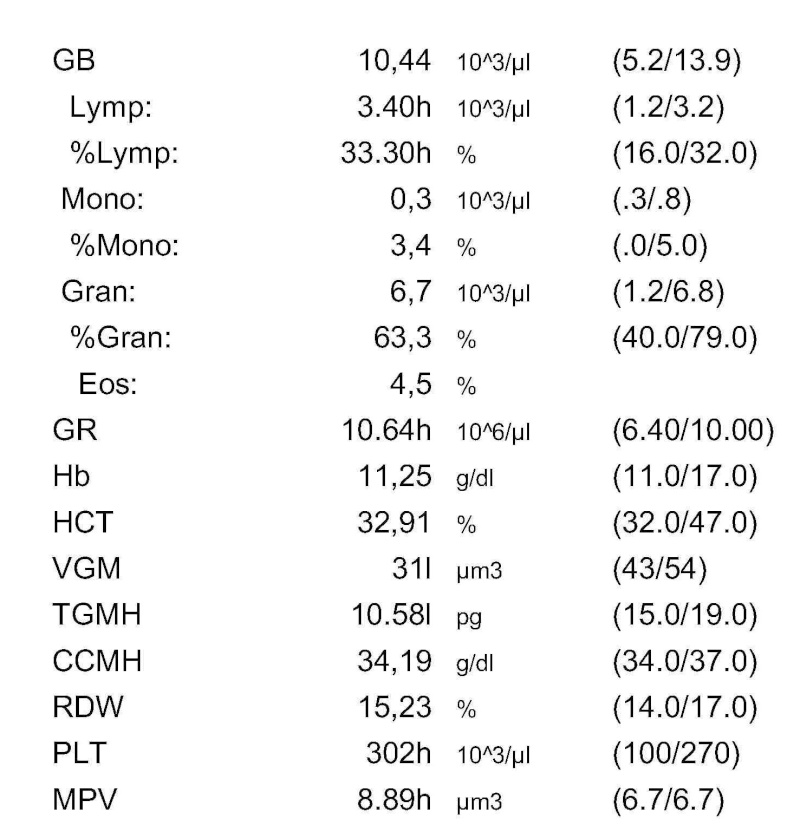 GB 10,44 10^3/µl (5.2/13.9)
Lymp: 3.40h 10^3/µl (1.2/3.2)
%Lymp: 33.30h % (16.0/32.0)
Mono: 0,3 10^3/µl (.3/.8)
%Mono: 3,4 % (.0/5.0)
Gran: 6,7 10^3/µl (1.2/6.8)
%Gran: 63,3 % (40.0/79.0)
Eos: 4,5 %
GR 10.64h 10^6/µl (6.40/10.00)
Hb 11,25 g/dl (11.0/17.0)
HCT 32,91 % (32.0/47.0)
VGM 31l µm3 (43/54)
TGMH 10.58l pg (15.0/19.0)
CCMH 34,19 g/dl (34.0/37.0)
RDW 15,23 % (14.0/17.0)
PLT 302h 10^3/µl (100/270)
MPV 8.89h µm3 (6.7/6.7)